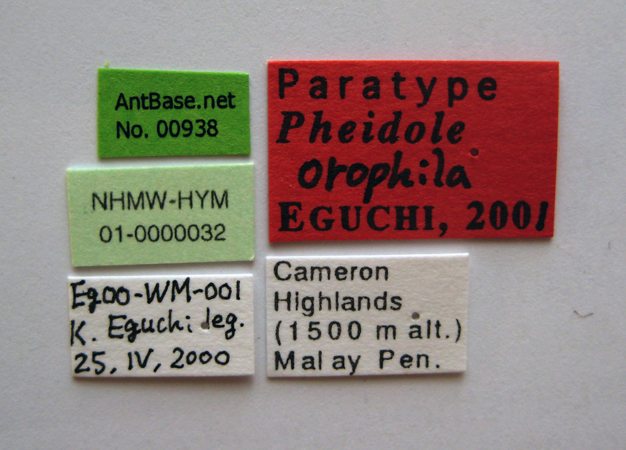 AntBase.net
No. 00938
NHMW-HYM
01-0000032
Eg00-WM-001
K. Eguchi leg.
25, IV, 2000
Paratype
Pheidole
orophila
EGUCHI, 2001
Cameron
Highlands
(1500 m alt.)
Malay Pen.